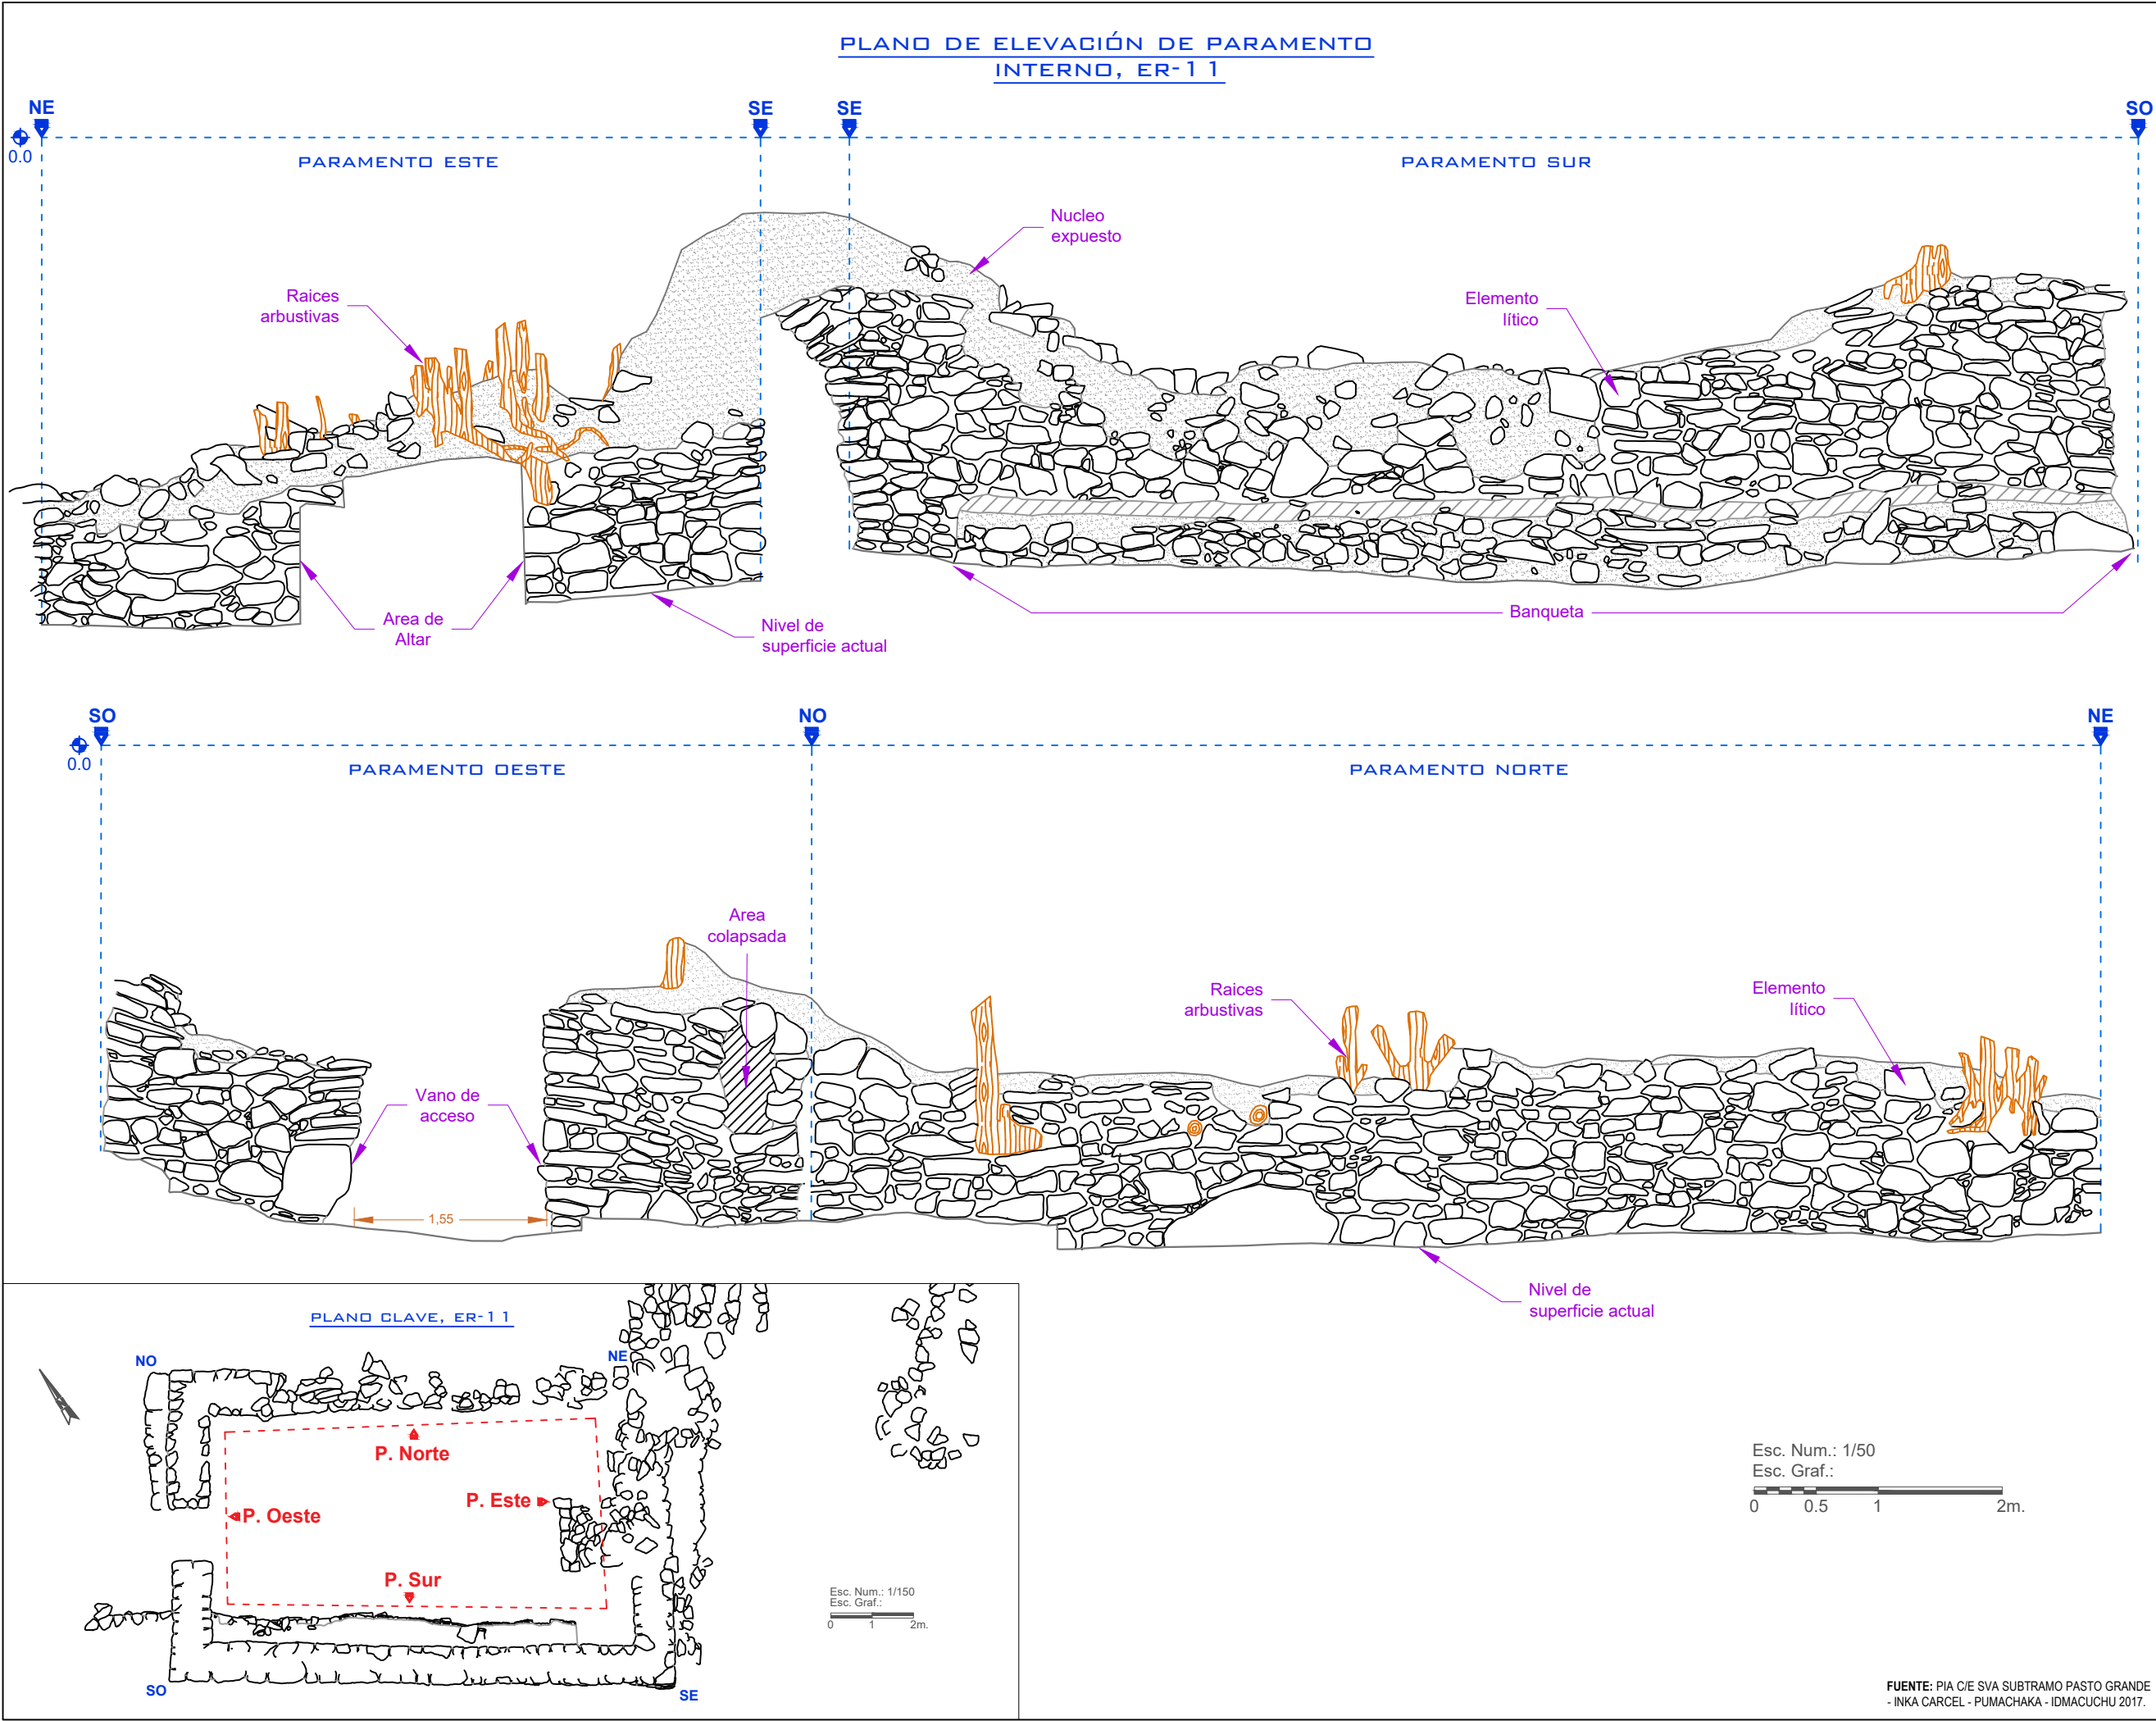 PLANO DE ELEVACIÓN DE PARAMENTO
INTERNO, ER-11
NE
SE
SE
SO
0.0
PARAMENTO ESTE
PARAMENTO SUR
Nucleo
expuesto
Raices
arbustivas
Elemento
lítico
Area de
Altar
Nivel de
superficie actual
Banqueta
SO
NO
NE
0.0
PARAMENTO OESTE
PARAMENTO NORTE
Area
colapsada
Raices
arbustivas
Elemento
lítico
Vano de
acceso
1,55
Nivel de
superficie actual
PLANO CLAVE, ER-11
NO
NE
P. Norte
P. Este
P. Oeste
P. Sur
SO
SE
Esc. Num.: 1/150
Esc. Graf.:
0 1 2m.
Esc. Num.: 1/50
Esc. Graf.:
0 0.5 1 2m.
FUENTE: PIA C/E SVA SUBTRAMO PASTO GRANDE
- INKA CARCEL - PUMACHAKA - IDMACUCHU 2017.